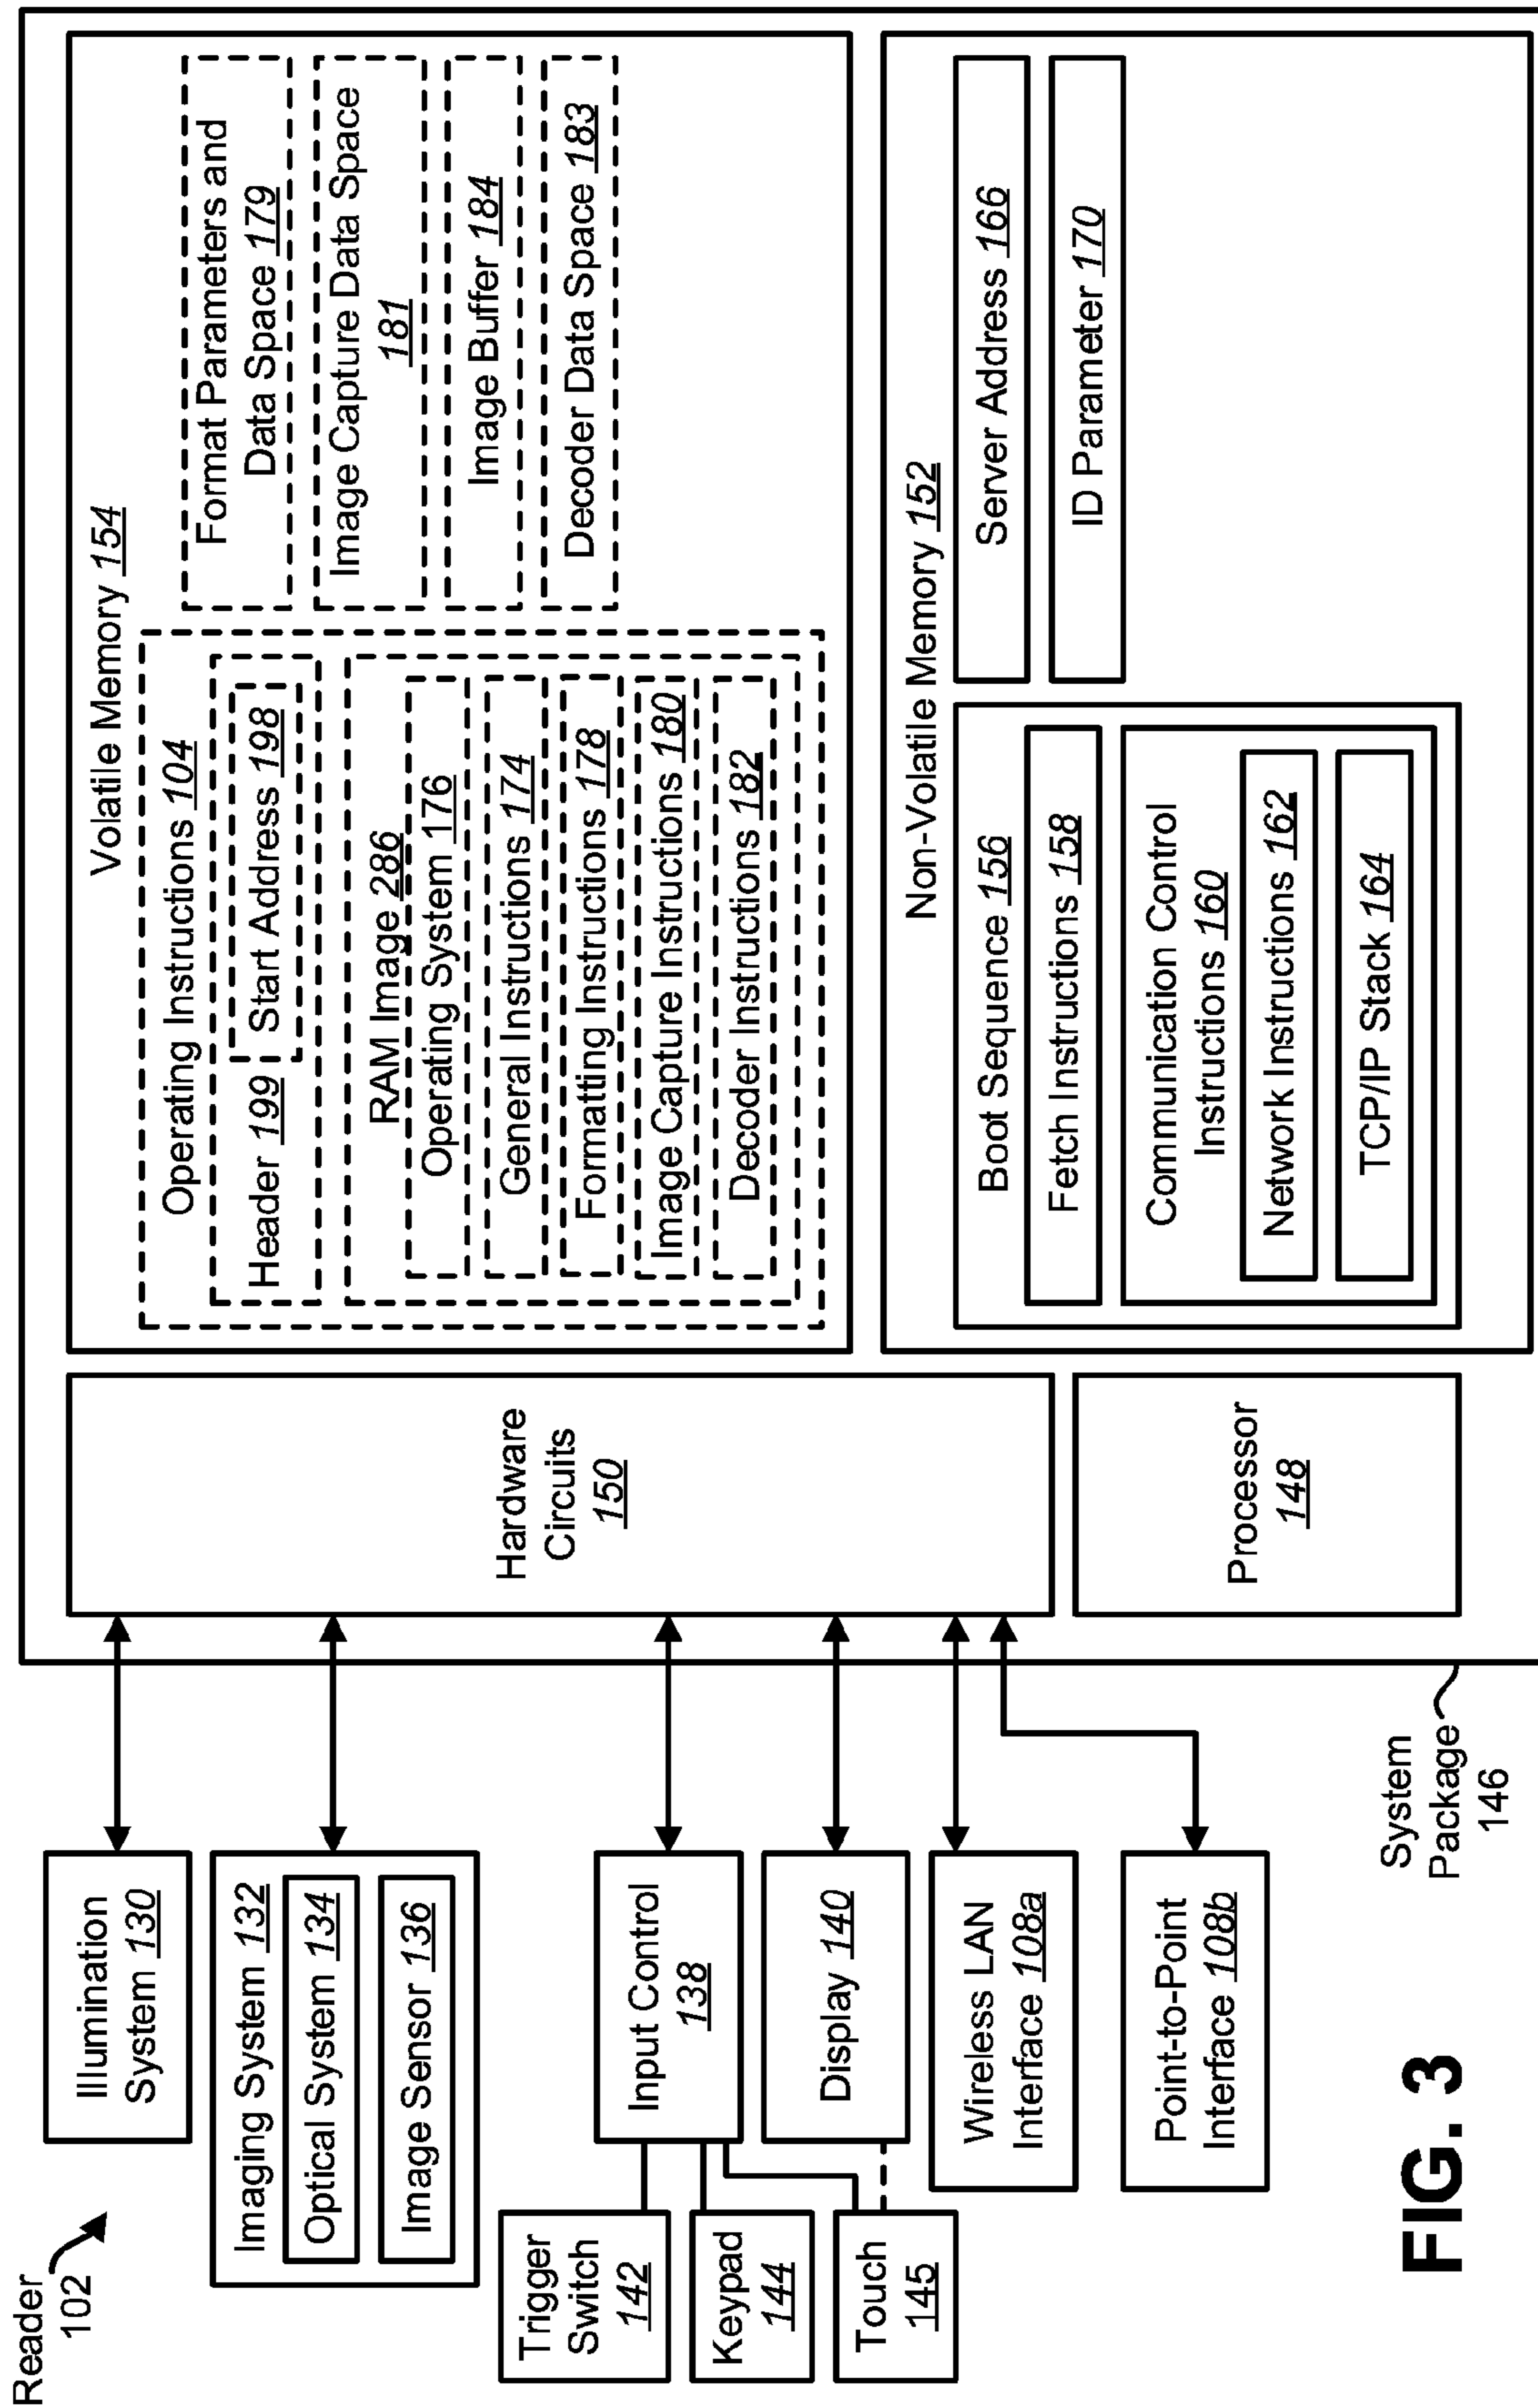 Reader
102
Illumination
System 130
Imaging System 132
Optical System 134
Image Sensor 136
Trigger
Switch
142
Keypad
144
Touch
145
Input Control
138
Display 140
Wireless LAN
Interface 108a
Point-to-Point
Interface 108b
System
Package
146
Hardware
Circuits
150
Processor
148
Volatile Memory 154
Operating Instructions 104
Header 199
Start Address 198
RAM Image 286
Operating System 176
General Instructions 174
Formatting Instructions 178
Image Capture Instructions 180
Decoder Instructions 182
Format Parameters and
Data Space 179
Image Capture Data Space
181
Image Buffer 184
Decoder Data Space 183
Non-Volatile Memory 152
Boot Sequence 156
Fetch Instructions 158
Communication Control
Instructions 160
Network Instructions 162
TCP/IP Stack 164
Server Address 166
ID Parameter 170
FIG. 3